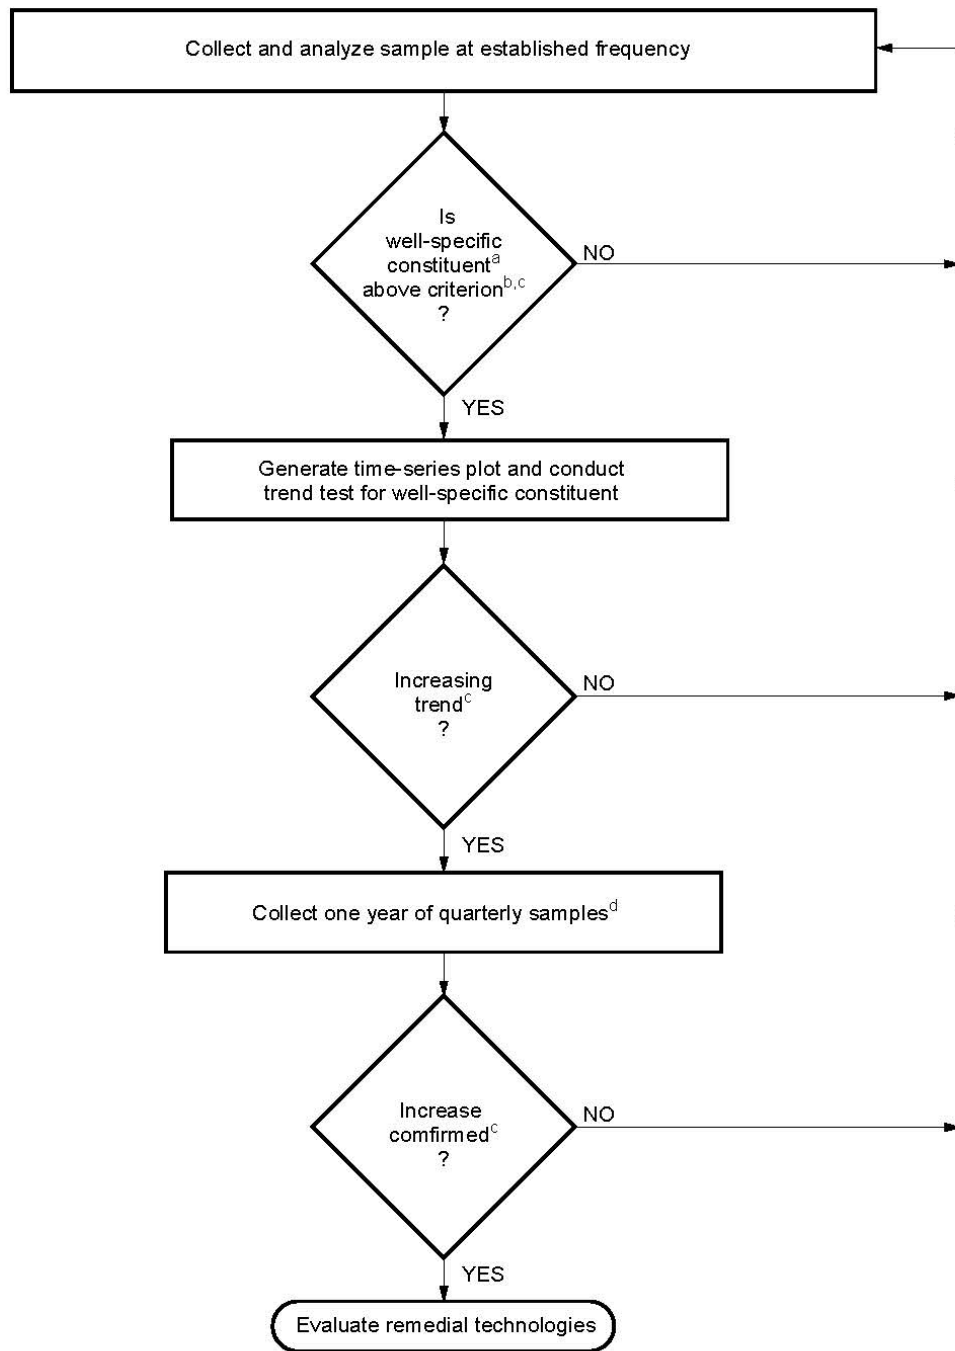 Collect and analyze sample at established frequency
Is
well-specific
constituentᵃ
above criterionᵇ,ᶜ
?
NO
YES
Generate time-series plot and conduct
trend test for well-specific constituent
Increasing
trendᶜ
?
NO
YES
Collect one year of quarterly samplesᵈ
Increase
comfirmedᶜ
?
NO
YES
Evaluate remedial technologies